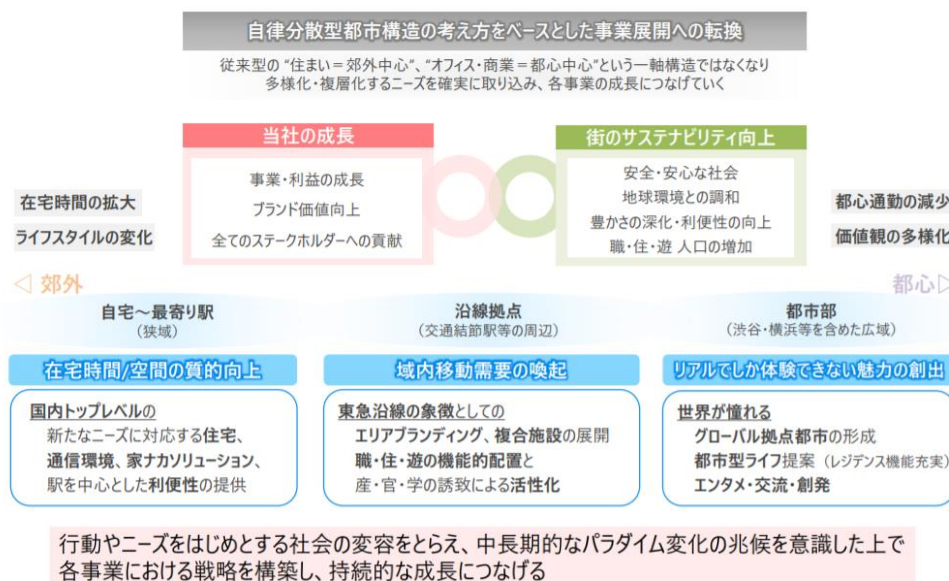 自律分散型都市構造の考え方をベースとした事業展開への転換
従来型の “住まい＝郊外中心”、“オフィス・商業＝都心中心”という一軸構造ではなくなり
多様化・複層化するニーズを確実に取り込み、各事業の成長につなげていく
当社の成長
事業・利益の成長
ブランド価値向上
全てのステークホルダーへの貢献
街のサステナビリティ向上
安全・安心な社会
地球環境との調和
豊かさの深化・利便性の向上
職・住・遊 人口の増加
在宅時間の拡大
ライフスタイルの変化
都心通勤の減少
価値観の多様化
◁ 郊外
都心▷
自宅～最寄り駅
（狭域）
在宅時間/空間の質的向上
国内トップレベルの
新たなニーズに対応する住宅、
通信環境、家ナカソリューション、
駅を中心とした利便性の提供
沿線拠点
（交通結節駅等の周辺）
域内移動需要の喚起
東急沿線の象徴としての
エリアブランディング、複合施設の展開
職・住・遊の機能的配置と
産・官・学の誘致による活性化
都市部
（渋谷・横浜等を含めた広域）
リアルでしか体験できない魅力の創出
世界が憧れる
グローバル拠点都市の形成
都市型ライフ提案（レジデンス機能充実）
エンタメ・交流・創発
行動やニーズをはじめとする社会の変容をとらえ、中長期的なパラダイム変化の兆候を意識した上で
各事業における戦略を構築し、持続的な成長につなげる